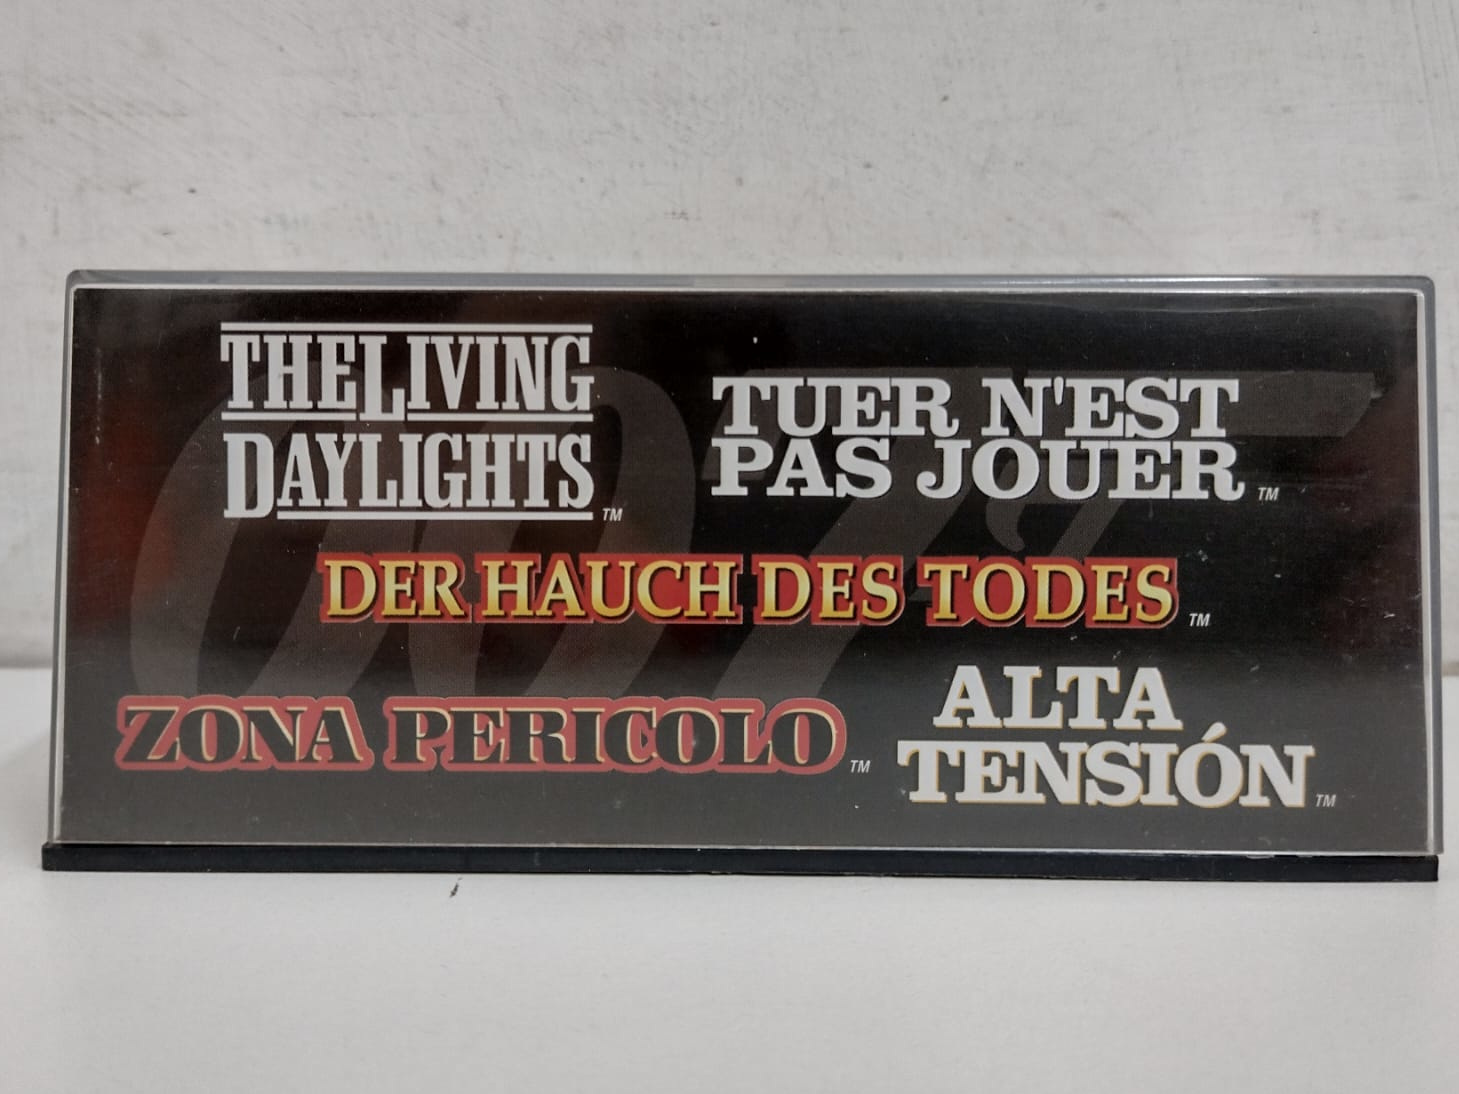 THE LIVING
DAYLIGHTS TM
TUER N'EST
PAS JOUER TM
DER HAUCH DES TODES TM
ZONA PERICOLO TM
ALTA
TENSIÓN TM
007